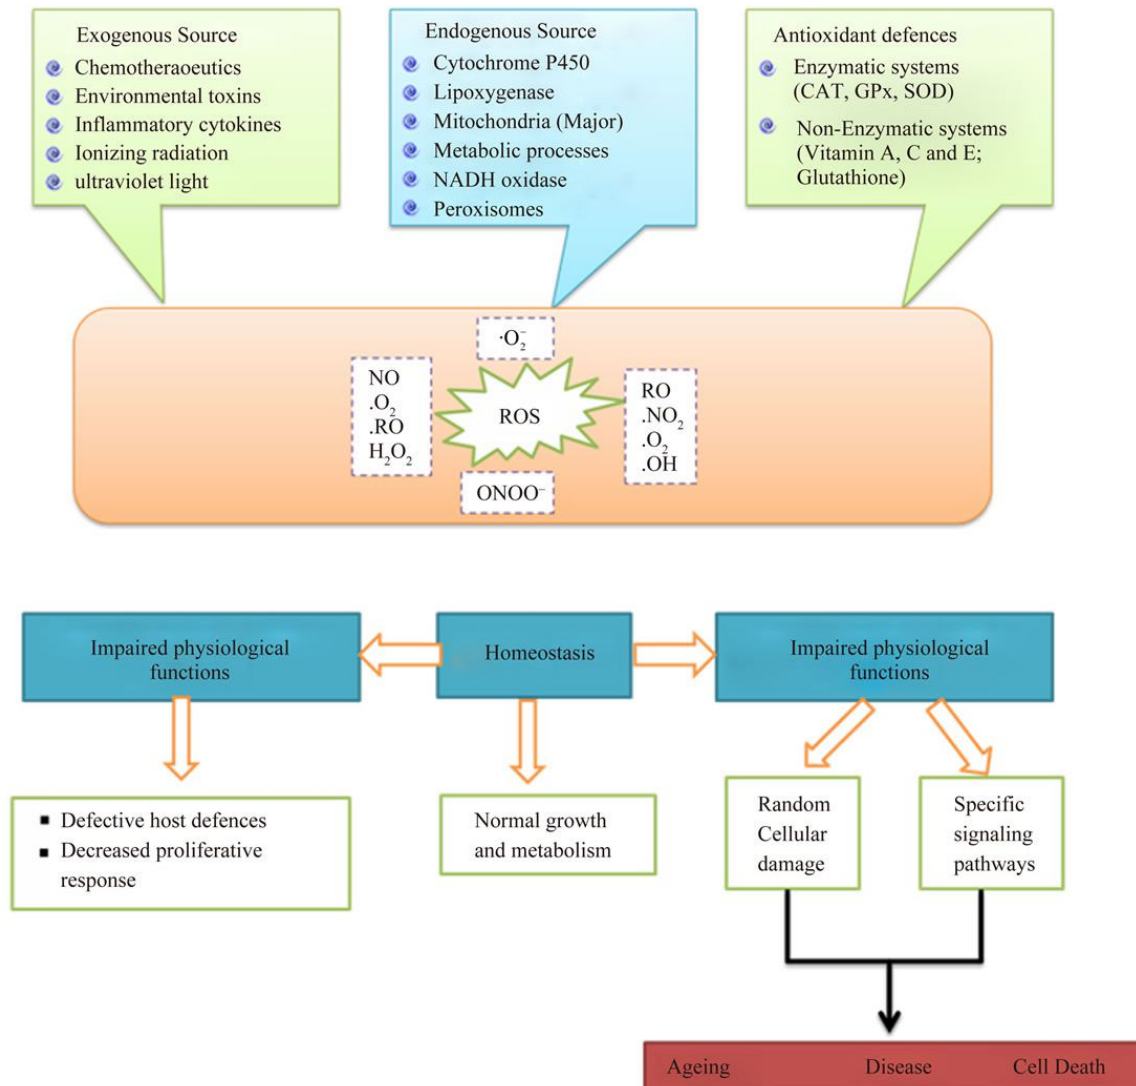 Exogenous Source
Chemotheraoeutics
Environmental toxins
Inflammatory cytokines
Ionizing radiation
ultraviolet light
Endogenous Source
Cytochrome P450
Lipoxygenase
Mitochondria (Major)
Metabolic processes
NADH oxidase
Peroxisomes
Antioxidant defences
Enzymatic systems
(CAT, GPx, SOD)
Non-Enzymatic systems
(Vitamin A, C and E;
Glutathione)
·O₂⁻
NO
.O₂
.RO
H₂O₂
ROS
RO
.NO₂
.O₂
.OH
ONOO⁻
Impaired physiological
functions
Homeostasis
Impaired physiological
functions
Defective host defences
Decreased proliferative
response
Normal growth
and metabolism
Random
Cellular
damage
Specific
signaling
pathways
Ageing Disease Cell Death